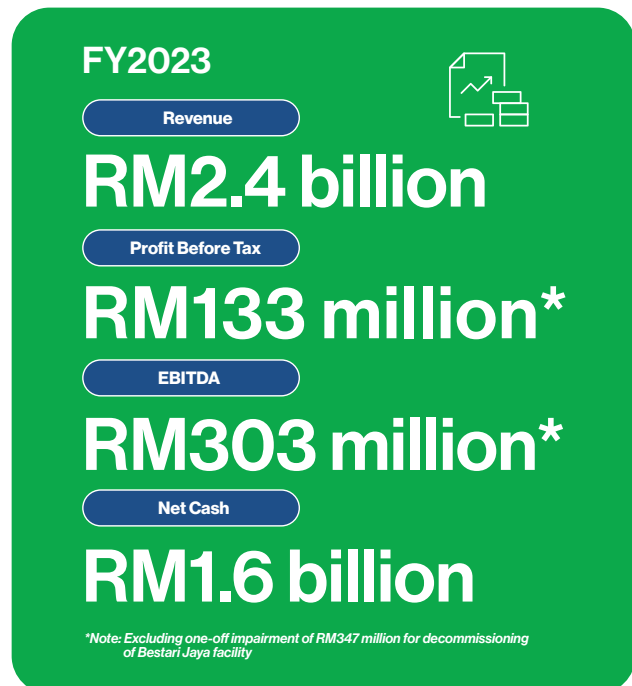 FY2023
Revenue
RM2.4 billion
Profit Before Tax
RM133 million*
EBITDA
RM303 million*
Net Cash
RM1.6 billion
*Note: Excluding one-off impairment of RM347 million for decommissioning
of Bestari Jaya facility